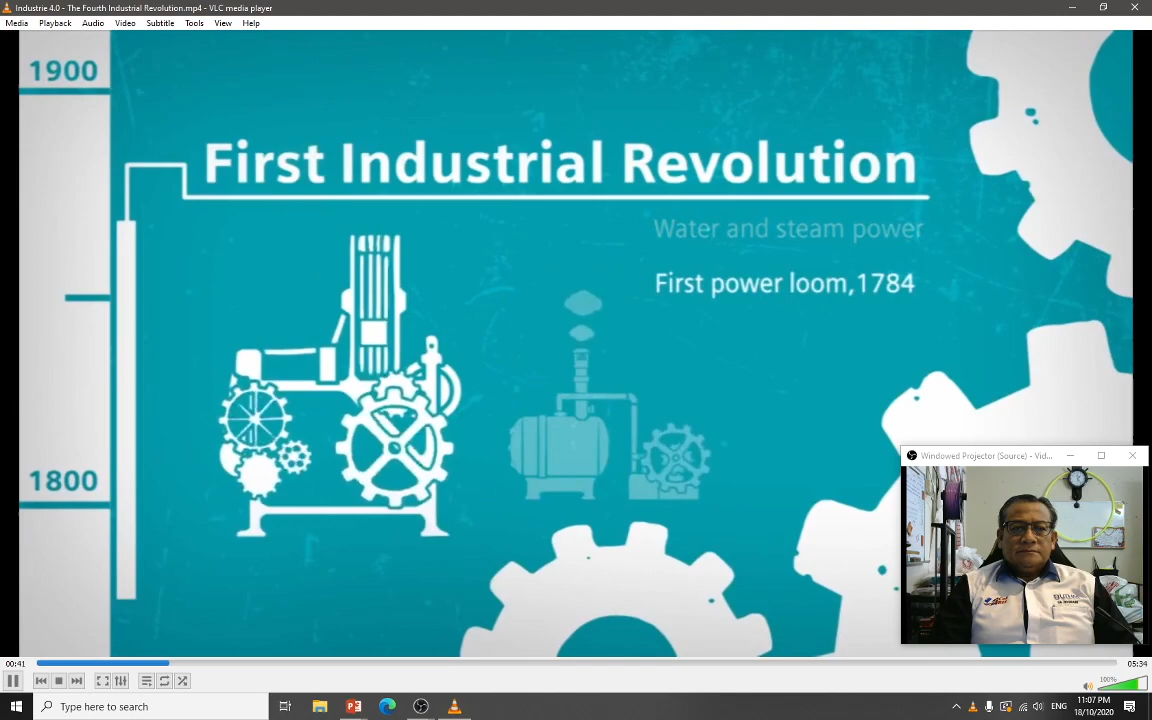 Industrie 4.0 - The Fourth Industrial Revolution.mp4 - VLC media player
Media Playback Audio Video Subtitle Tools View Help
1900
First Industrial Revolution
Water and steam power
First power loom,1784
1800
Windowed Projector (Source) - Vid...
00:41
05:34
100%
Type here to search
ENG
11:07 PM
18/10/2020